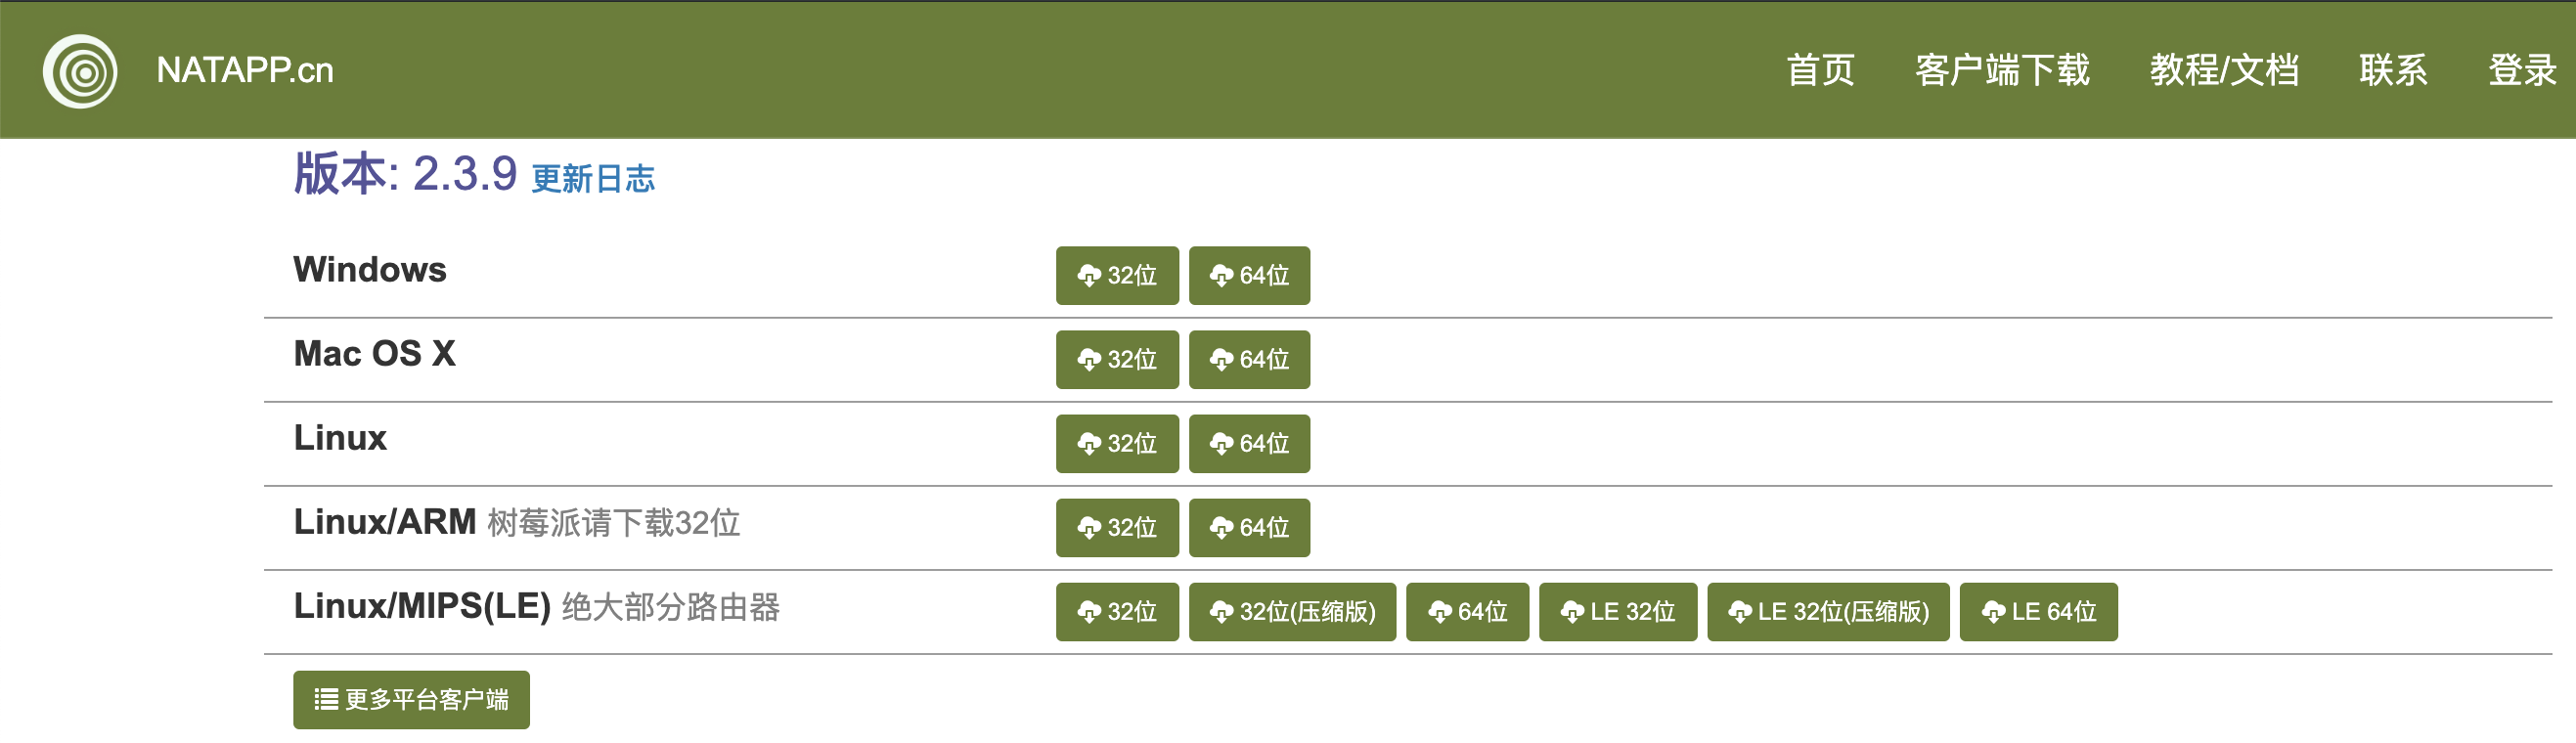 NATAPP.cn 首页 客户端下载 教程/文档 联系 登录
版本: 2.3.9 更新日志
Windows 32位 64位
Mac OS X 32位 64位
Linux 32位 64位
Linux/ARM 树莓派请下载32位 32位 64位
Linux/MIPS(LE) 绝大部分路由器 32位 32位(压缩版) 64位 LE 32位 LE 32位(压缩版) LE 64位
更多平台客户端